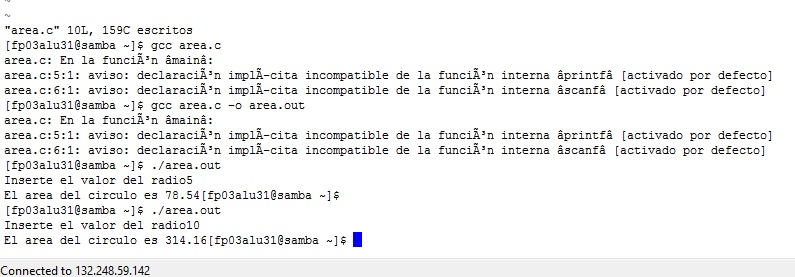 ~
~
"area.c" 10L, 159C escritos
[fp03alu31@samba ~]$ gcc area.c
area.c: En la funciÃ³n âmainâ:
area.c:5:1: aviso: declaraciÃ³n implÃ-cita incompatible de la funciÃ³n interna âprintfâ [activado por defecto]
area.c:6:1: aviso: declaraciÃ³n implÃ-cita incompatible de la funciÃ³n interna âscanfâ [activado por defecto]
[fp03alu31@samba ~]$ gcc area.c -o area.out
area.c: En la funciÃ³n âmainâ:
area.c:5:1: aviso: declaraciÃ³n implÃ-cita incompatible de la funciÃ³n interna âprintfâ [activado por defecto]
area.c:6:1: aviso: declaraciÃ³n implÃ-cita incompatible de la funciÃ³n interna âscanfâ [activado por defecto]
[fp03alu31@samba ~]$ ./area.out
Inserte el valor del radio5
El area del circulo es 78.54[fp03alu31@samba ~]$
[fp03alu31@samba ~]$ ./area.out
Inserte el valor del radio10
El area del circulo es 314.16[fp03alu31@samba ~]$
Connected to 132.248.59.142